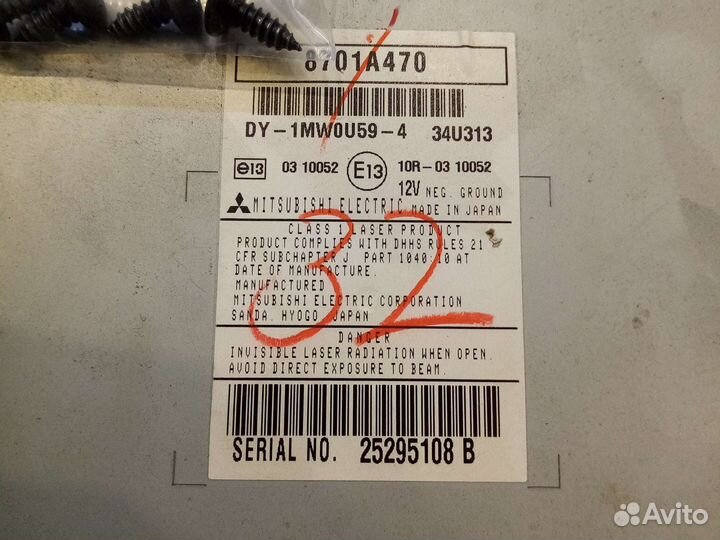 8701A470
DY-1MW0U59-4 34U313
e13 03 10052 E13 10R-03 10052
12V NEG. GROUND
MITSUBISHI ELECTRIC MADE IN JAPAN
CLASS 1 LASER PRODUCT
PRODUCT COMPLIES WITH DHHS RULES 21
CFR SUBCHAPTER J PART 1040:10 AT
DATE OF MANUFACTURE.
MANUFACTURED
MITSUBISHI ELECTRIC CORPORATION
SANDA. HYOGO JAPAN
32
DANGER
INVISIBLE LASER RADIATION WHEN OPEN.
AVOID DIRECT EXPOSURE TO BEAM.
SERIAL NO. 25295108 B
Avito